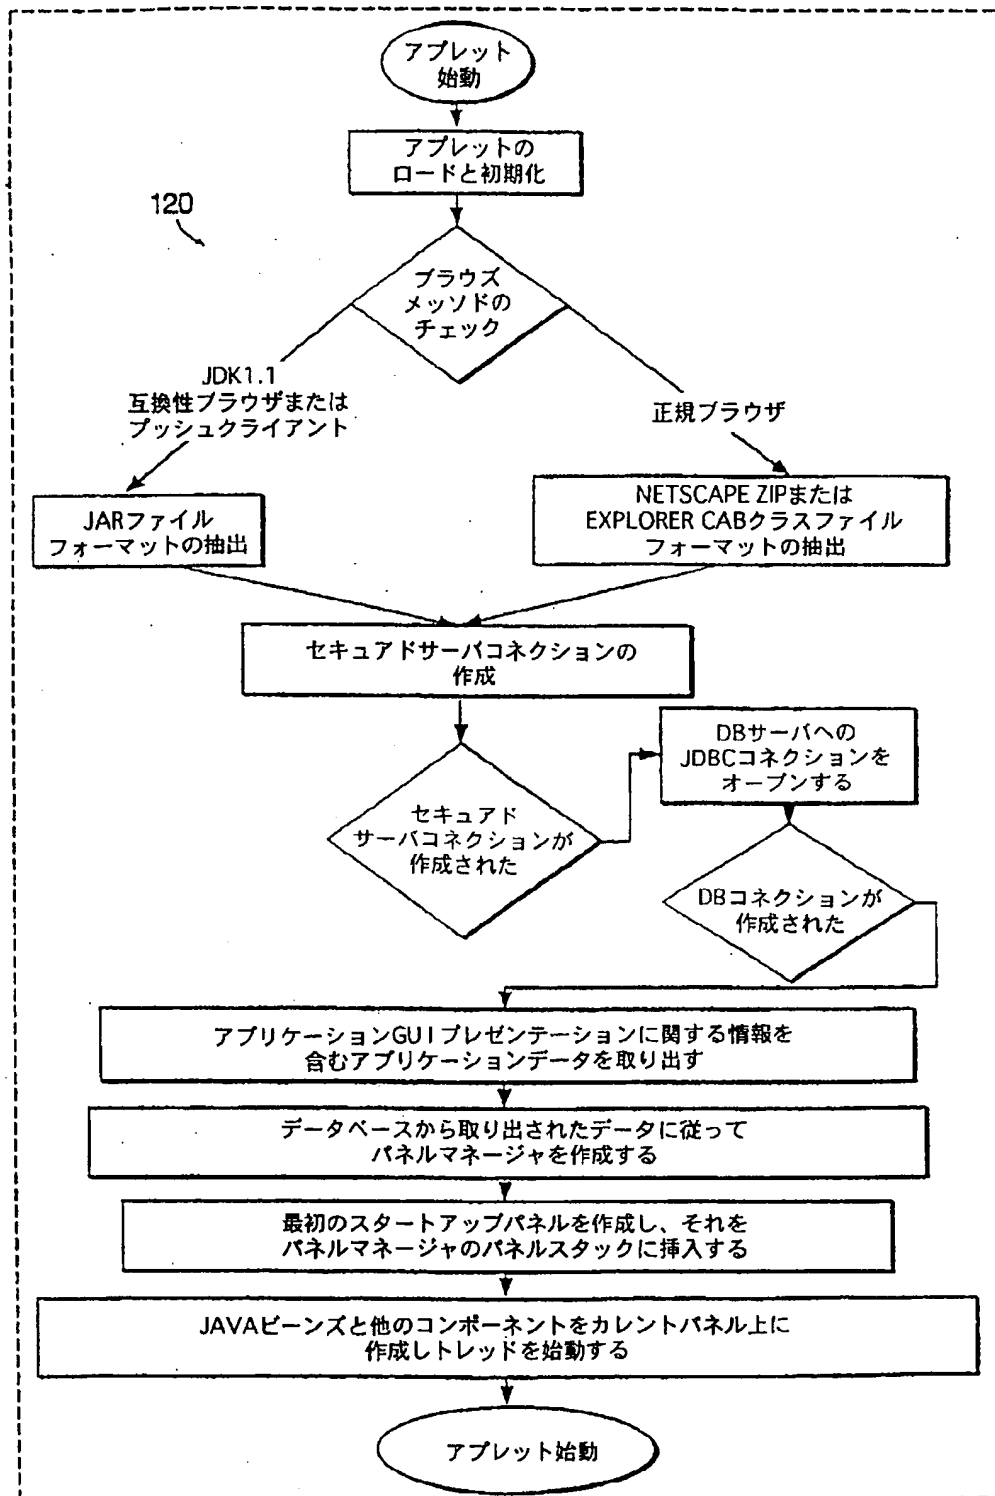 アプレット
始動
アプレットの
ロードと初期化
120
ブラウズ
メッソドの
チェック
JDK1.1
互換性ブラウザまたは
プッシュクライアント
正規ブラウザ
JARファイル
フォーマットの抽出
NETSCAPE ZIPまたは
EXPLORER CABクラスファイル
フォーマットの抽出
セキュアドサーバコネクションの
作成
DBサーバへの
JDBCコネクションを
オープンする
セキュアド
サーバコネクションが
作成された
DBコネクションが
作成された
アプリケーションGUIプレゼンテーションに関する情報を
含むアプリケーションデータを取り出す
データベースから取り出されたデータに従って
パネルマネージャを作成する
最初のスタートアップパネルを作成し、それを
パネルマネージャのパネルスタックに挿入する
JAVAビーンズと他のコンポーネントをカレントパネル上に
作成しトレッドを始動する
アプレット始動